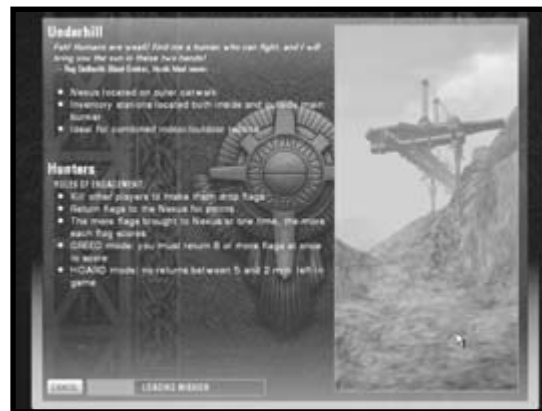 Underhill
Fah! Humans are weak! Find me a human who can fight, and I will
bring you the sun in these two hands!
Nexus located on outer catwalk
Inventory stations located both inside and outside main
bunker
Ideal for combined indoor/outdoor
Hunters
RULES OF ENGAGEMENT
Kill other players to make them drop flags
Return flags to the Nexus for points
The more flags brought to Nexus at one time, the more
each flag scores
GREED mode: you must return 8 or more flags at once
to score
HOARD mode: no returns between 5 and 2 min. left in
game
CANCEL LOADING MISSION